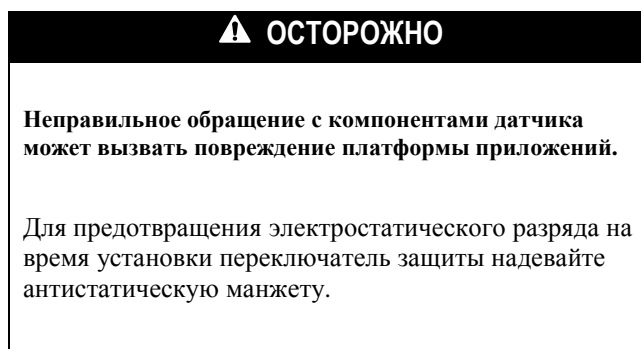 ОСТОРОЖНО
Неправильное обращение с компонентами датчика
может вызвать повреждение платформы приложений.
Для предотвращения электростатического разряда на
время установки переключатель защиты надевайте
антистатическую манжету.